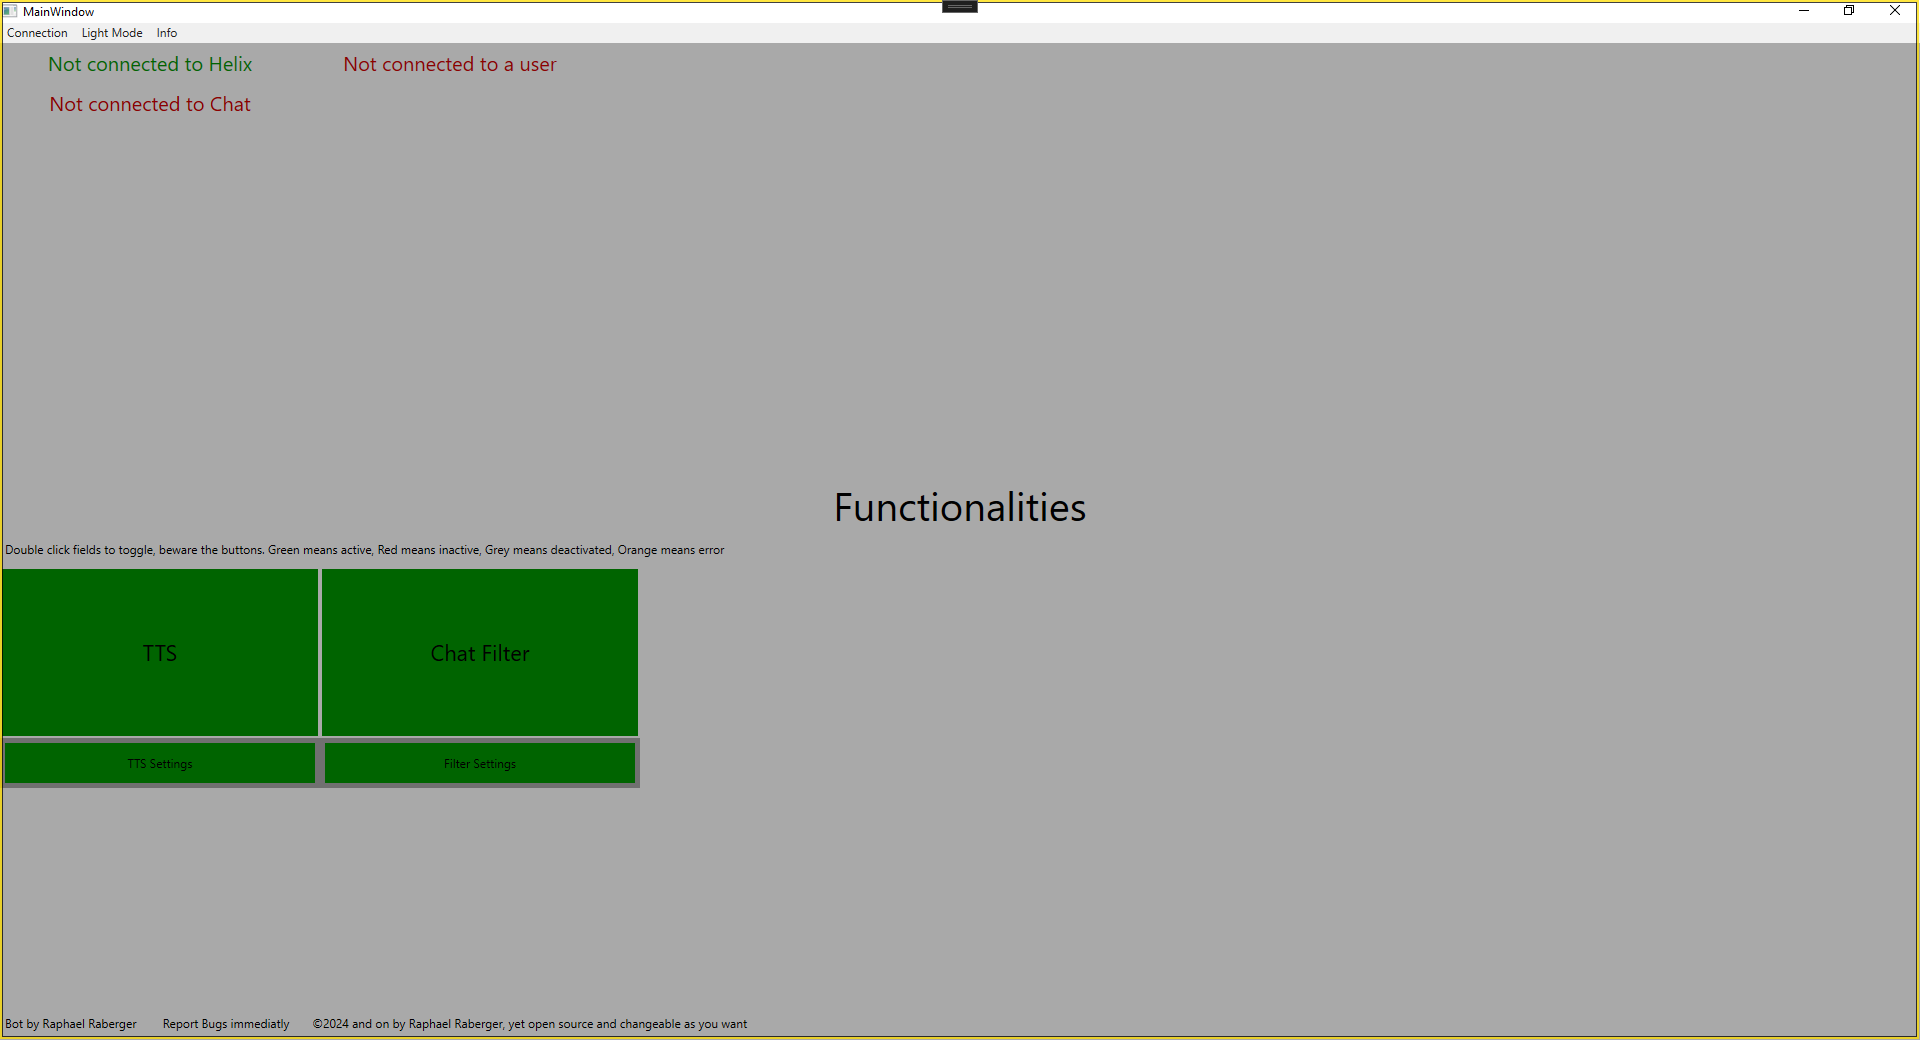 MainWindow
Connection Light Mode Info
Not connected to Helix Not connected to a user
Not connected to Chat
Functionalities
Double click fields to toggle, beware the buttons. Green means active, Red means inactive, Grey means deactivated, Orange means error
TTS Chat Filter
TTS Settings Filter Settings
Bot by Raphael Raberger Report Bugs immediatly ©2024 and on by Raphael Raberger, yet open source and changeable as you want